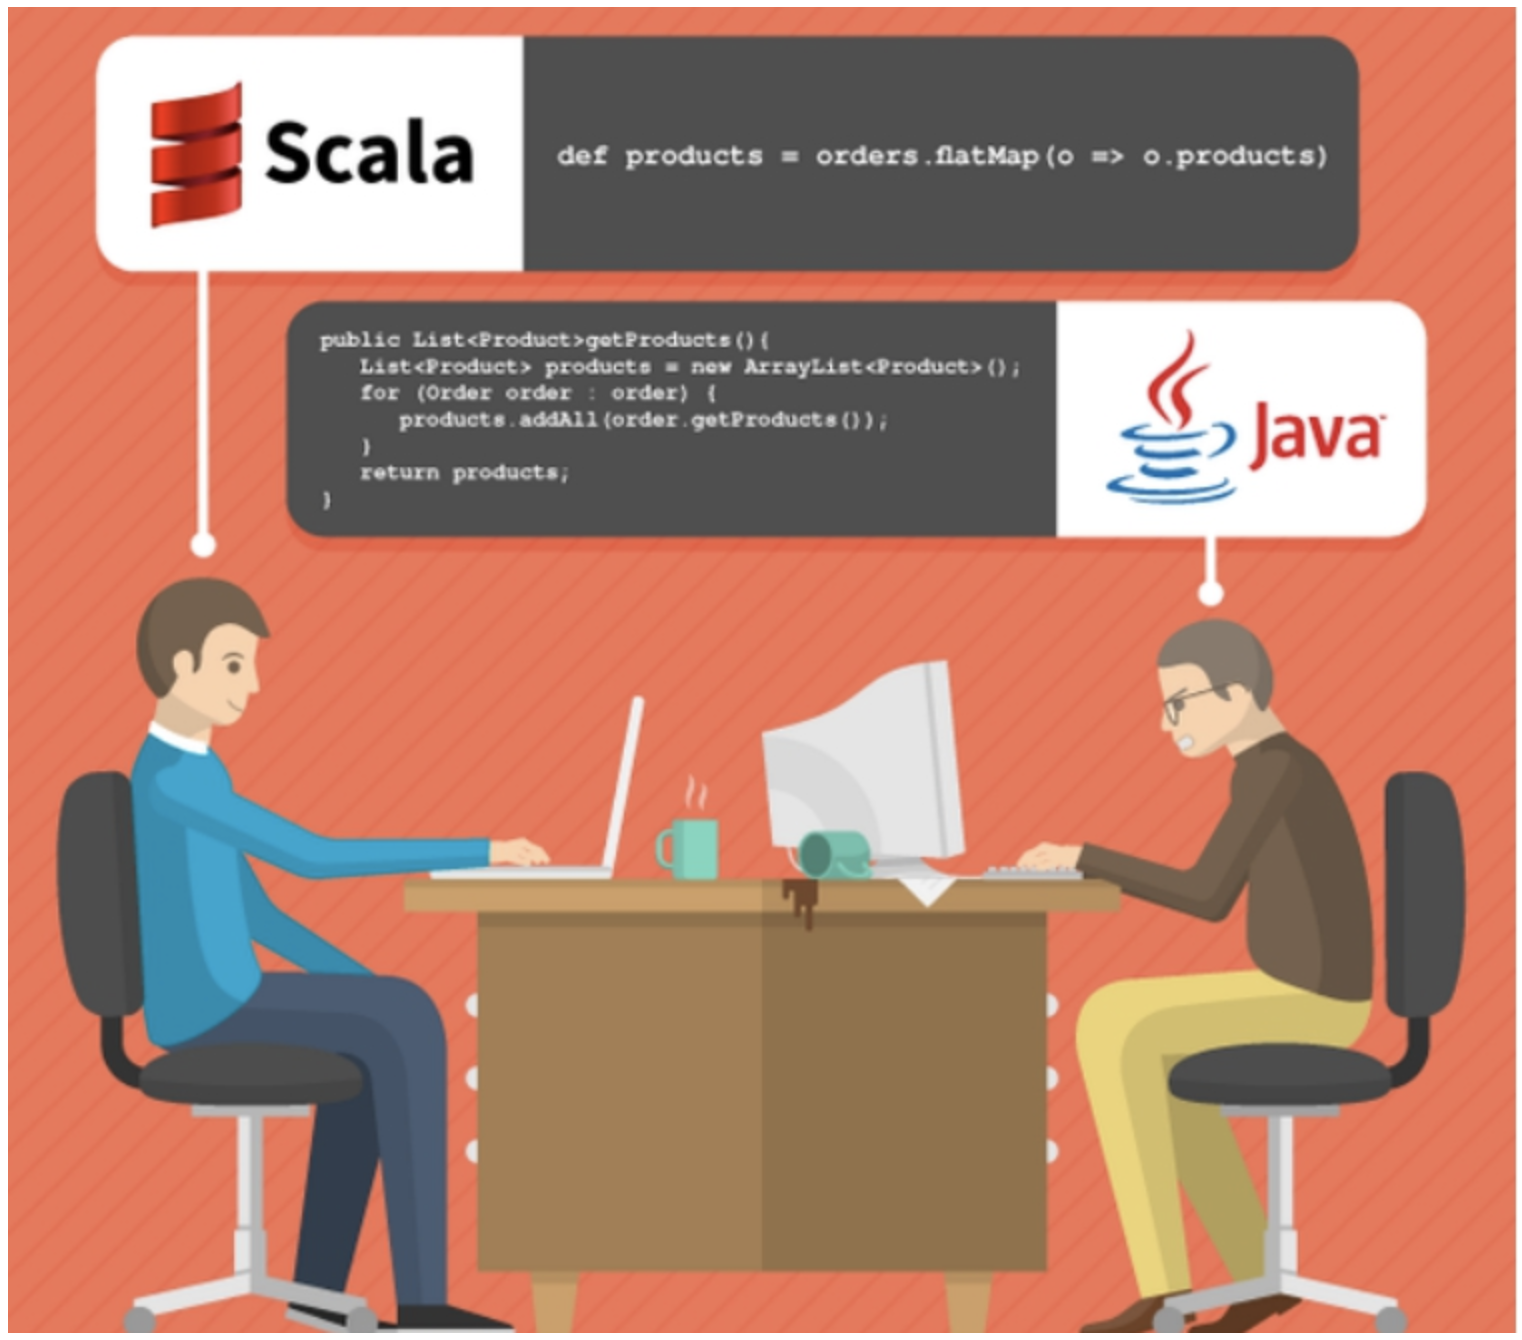 Scala
def products = orders.flatMap(o => o.products)
public List<Product>getProducts(){
   List<Product> products = new ArrayList<Product>();
   for (Order order : order) {
      products.addAll(order.getProducts());
   }
   return products;
}
Java™